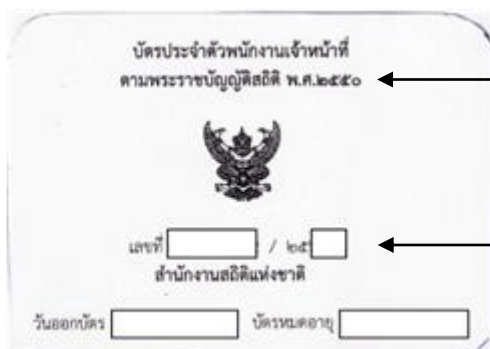 บัตรประจำตัวพนักงานเจ้าหน้าที่
ตามพระราชบัญญัติสถิติ พ.ศ.๒๕๕๐
เลขที่ / ๒๕
สำนักงานสถิติแห่งชาติ
วันออกบัตร บัตรหมดอายุ